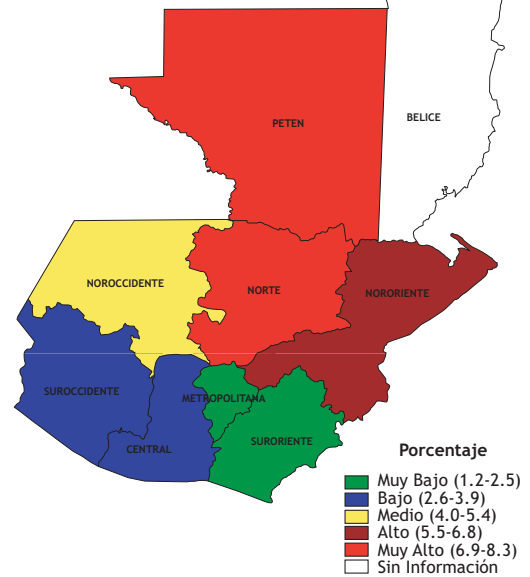 PETEN
BELICE
NOROCCIDENTE
NORTE
NORORIENTE
SUROCCIDENTE
METROPOLITANA
CENTRAL
SURORIENTE
Porcentaje
Muy Bajo (1.2-2.5)
Bajo (2.6-3.9)
Medio (4.0-5.4)
Alto (5.5-6.8)
Muy Alto (6.9-8.3)
Sin Información